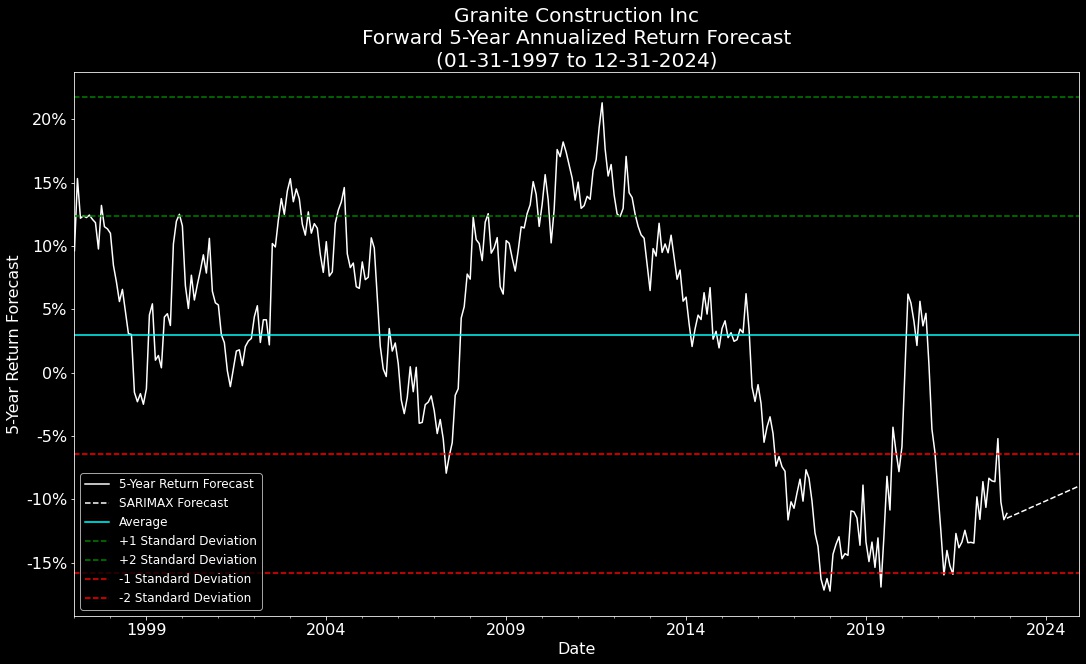 Granite Construction Inc
Forward 5-Year Annualized Return Forecast
(01-31-1997 to 12-31-2024)
5-Year Return Forecast
20%
15%
10%
5%
0%
-5%
-10%
-15%
5-Year Return Forecast
SARIMAX Forecast
Average
+1 Standard Deviation
+2 Standard Deviation
-1 Standard Deviation
-2 Standard Deviation
1999 2004 2009 2014 2019 2024
Date